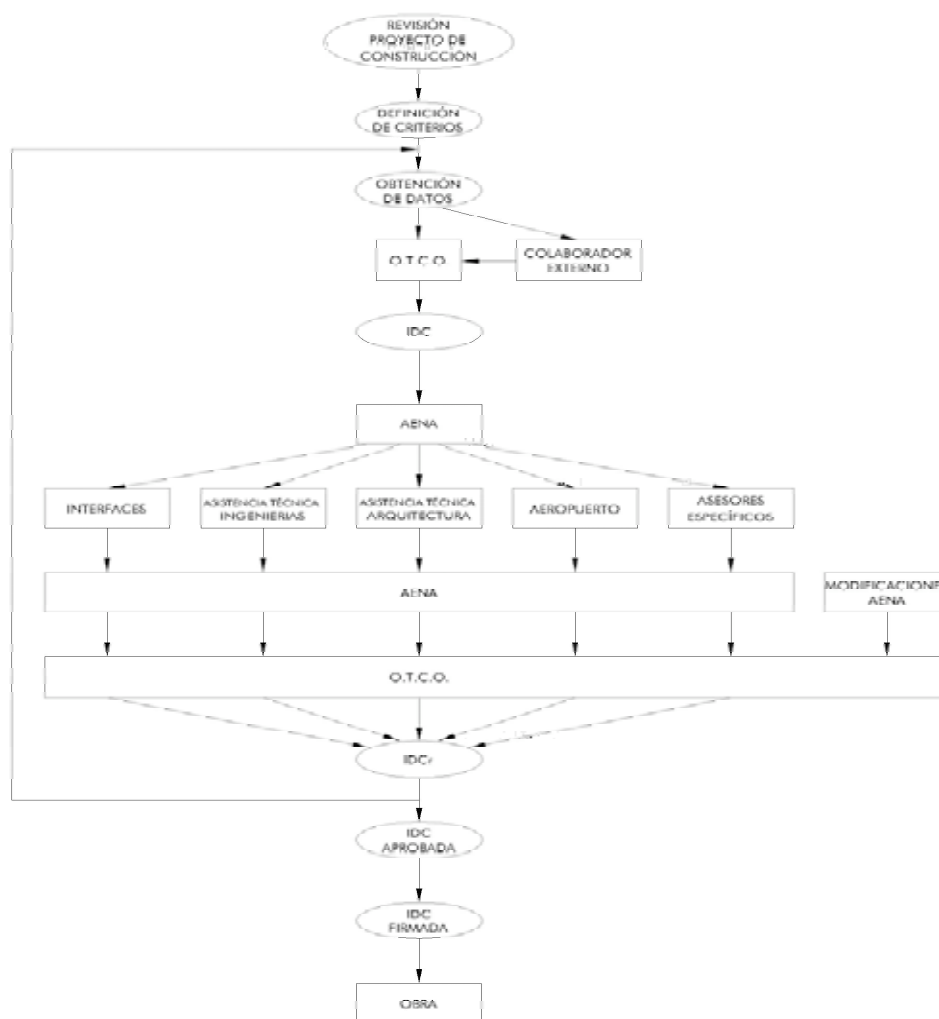 REVISIÓN
PROYECTO DE
CONSTRUCCIÓN
DEFINICIÓN
DE CRITERIOS
OBTENCIÓN
DE DATOS
O.T.C.O.
COLABORADOR
EXTERNO
IDC
AENA
INTERFACES
ASISTENCIA TÉCNICA
INGENIERIAS
ASISTENCIA TÉCNICA
ARQUITECTURA
AEROPUERTO
ASESORES
ESPECÍFICOS
AENA
MODIFICACIONE
AENA
O.T.C.O.
IDC
APROBADA
IDC
FIRMADA
OBRA